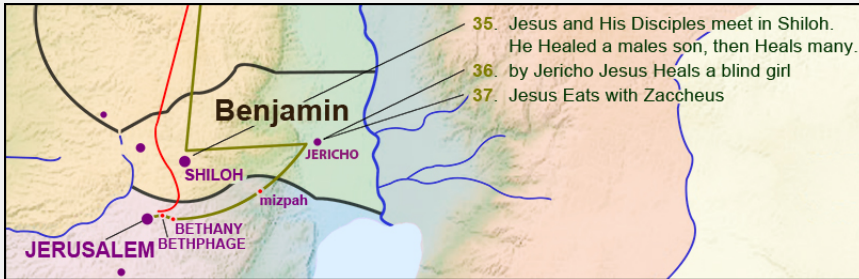 35. Jesus and His Disciples meet in Shiloh.
He Healed a males son, then Heals many.
36. by Jericho Jesus Heals a blind girl
37. Jesus Eats with Zaccheus
Benjamin
JERICHO
SHILOH
mizpah
BETHANY
BETHPHAGE
JERUSALEM